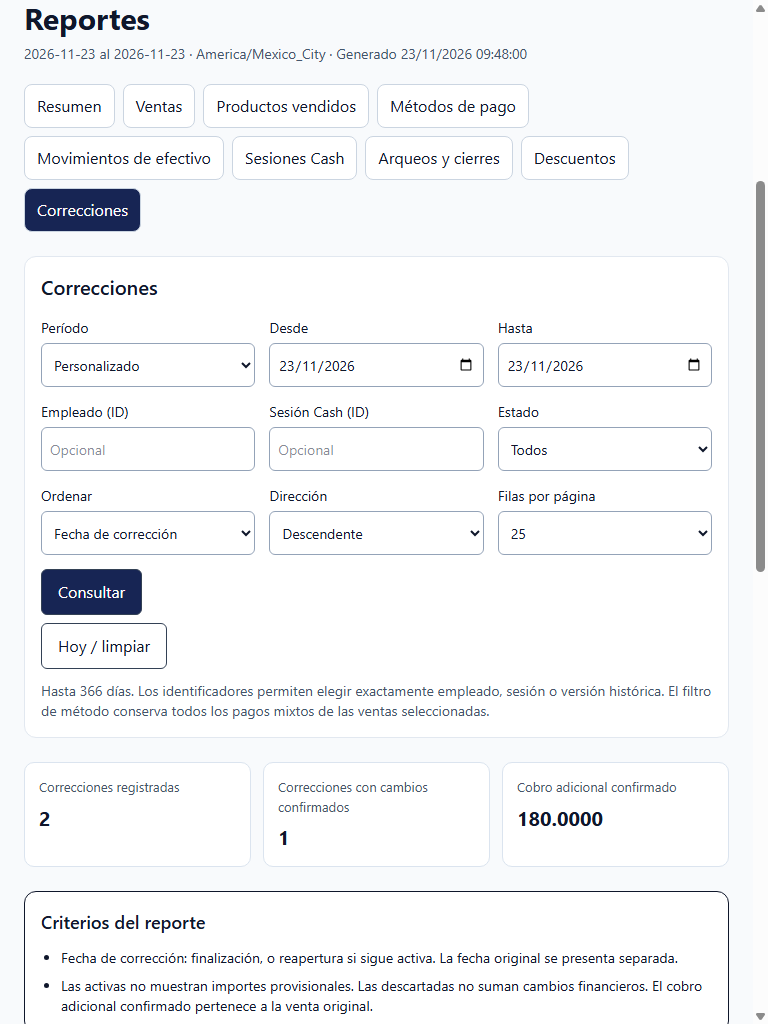 Reportes
2026-11-23 al 2026-11-23 · America/Mexico_City · Generado 23/11/2026 09:48:00
Resumen
Ventas
Productos vendidos
Métodos de pago
Movimientos de efectivo
Sesiones Cash
Arqueos y cierres
Descuentos
Correcciones
Correcciones
Período
Desde
Hasta
Personalizado
23/11/2026
23/11/2026
Empleado (ID)
Sesión Cash (ID)
Estado
Opcional
Opcional
Todos
Ordenar
Dirección
Filas por página
Fecha de corrección
Descendente
25
Consultar
Hoy / limpiar
Hasta 366 días. Los identificadores permiten elegir exactamente empleado, sesión o versión histórica. El filtro
de método conserva todos los pagos mixtos de las ventas seleccionadas.
Correcciones registradas
2
Correcciones con cambios
confirmados
1
Cobro adicional confirmado
180.0000
Criterios del reporte
• Fecha de corrección: finalización, o reapertura si sigue activa. La fecha original se presenta separada.
• Las activas no muestran importes provisionales. Las descartadas no suman cambios financieros. El cobro
adicional confirmado pertenece a la venta original.